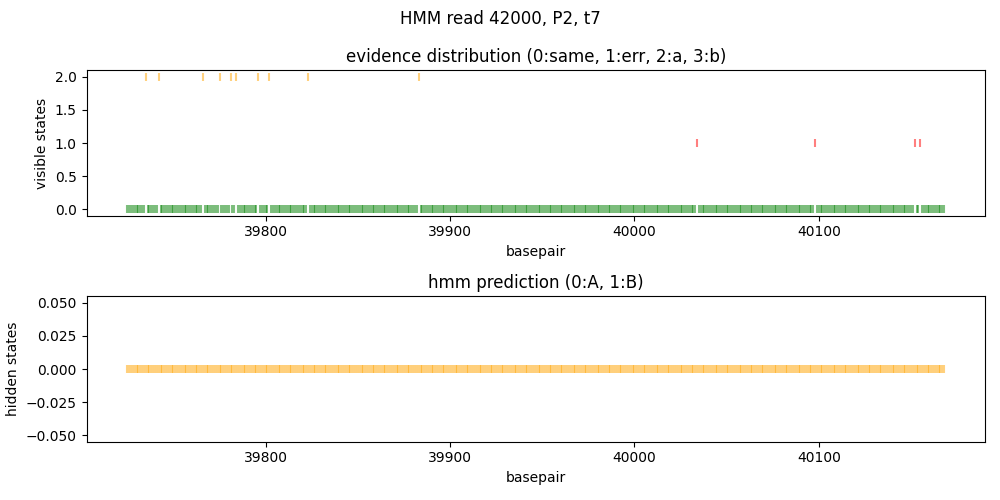 HMM read 42000, P2, t7
evidence distribution (0:same, 1:err, 2:a, 3:b)
visible states
2.0
1.5
1.0
0.5
0.0
39800 39900 40000 40100
basepair
hmm prediction (0:A, 1:B)
hidden states
0.050
0.025
0.000
−0.025
−0.050
39800 39900 40000 40100
basepair